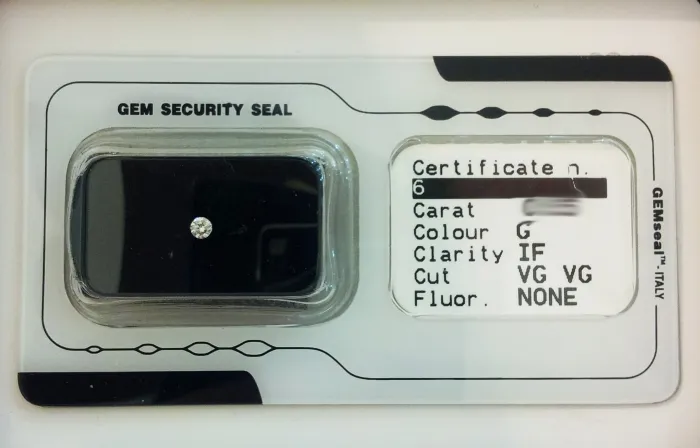 GEM SECURITY SEAL
Certificate n.
6
Carat
Colour G
Clarity IF
Cut VG VG
Fluor. NONE
GEMseal™-ITALY